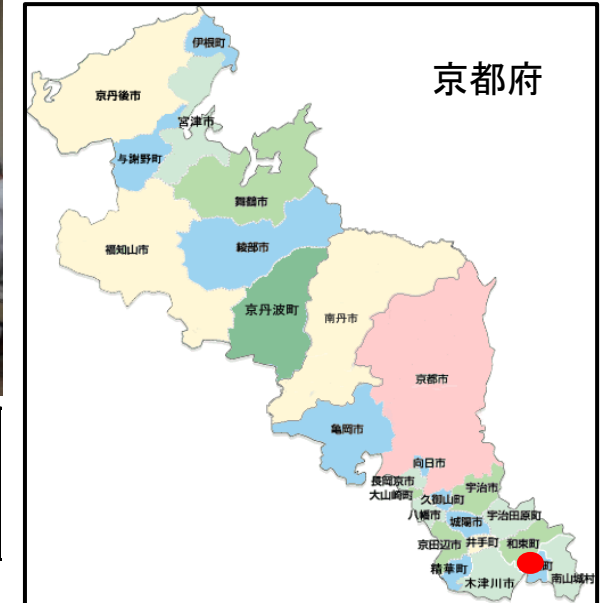 京都府
伊根町
京丹後市
宮津市
与謝野町
舞鶴市
福知山市
綾部市
京丹波町
南丹市
京都市
亀岡市
向日市
長岡京市
大山崎町
宇治市
久御山町
八幡市
宇治田原町
城陽市
京田辺市
井手町
和束町
町
精華町
南山城村
木津川市